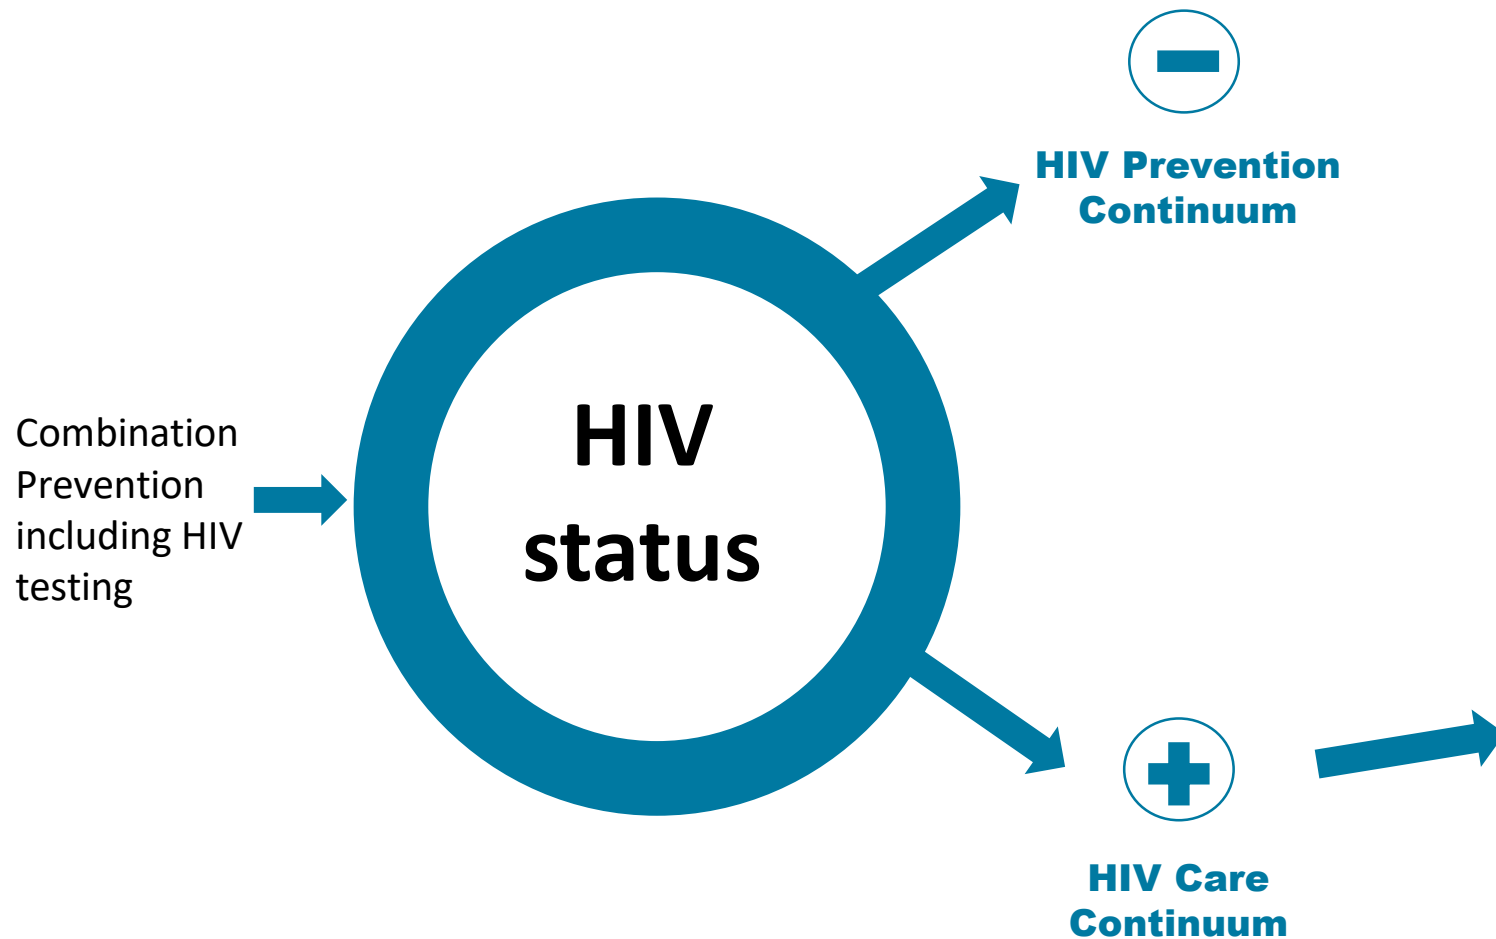 HIV Prevention
Continuum
Combination
Prevention
including HIV
testing
HIV
status
HIV Care
Continuum